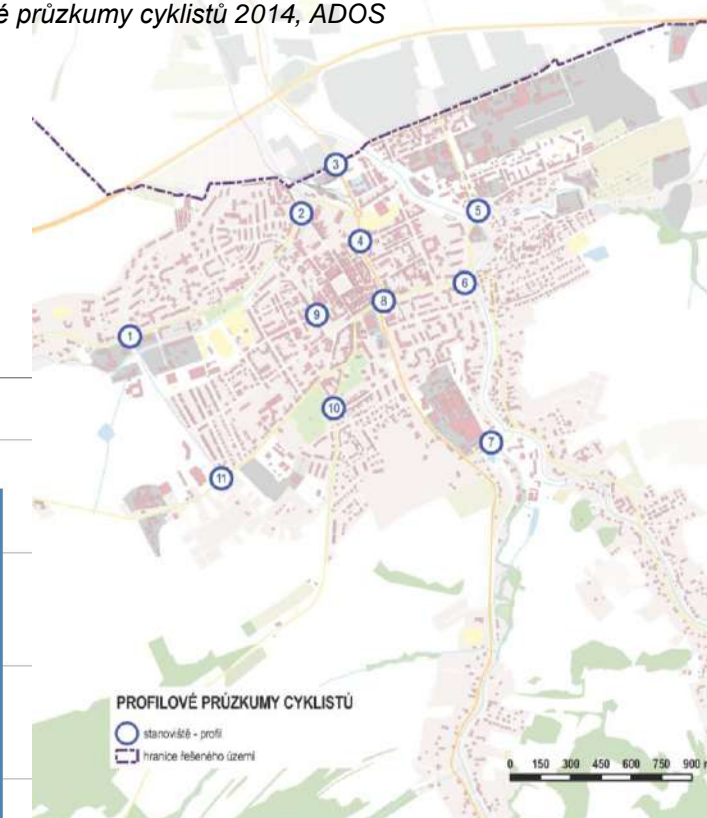 é průzkumy cyklistů 2014, ADOS
3
2
5
4
6
8
9
1
10
7
11
PROFILOVÉ PRŮZKUMY CYKLISTŮ
stanoviště - profil
hranice řešeného území
0 150 300 450 600 750 900 m